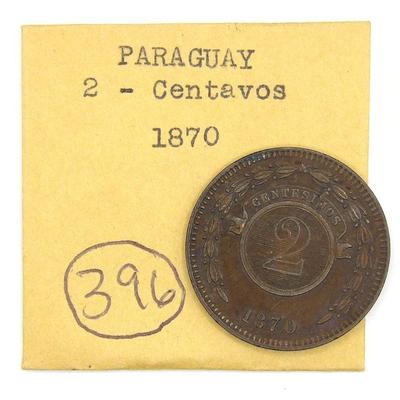 PARAGUAY
2 - Centavos
1870
396
CENTESIMOS
2
1870